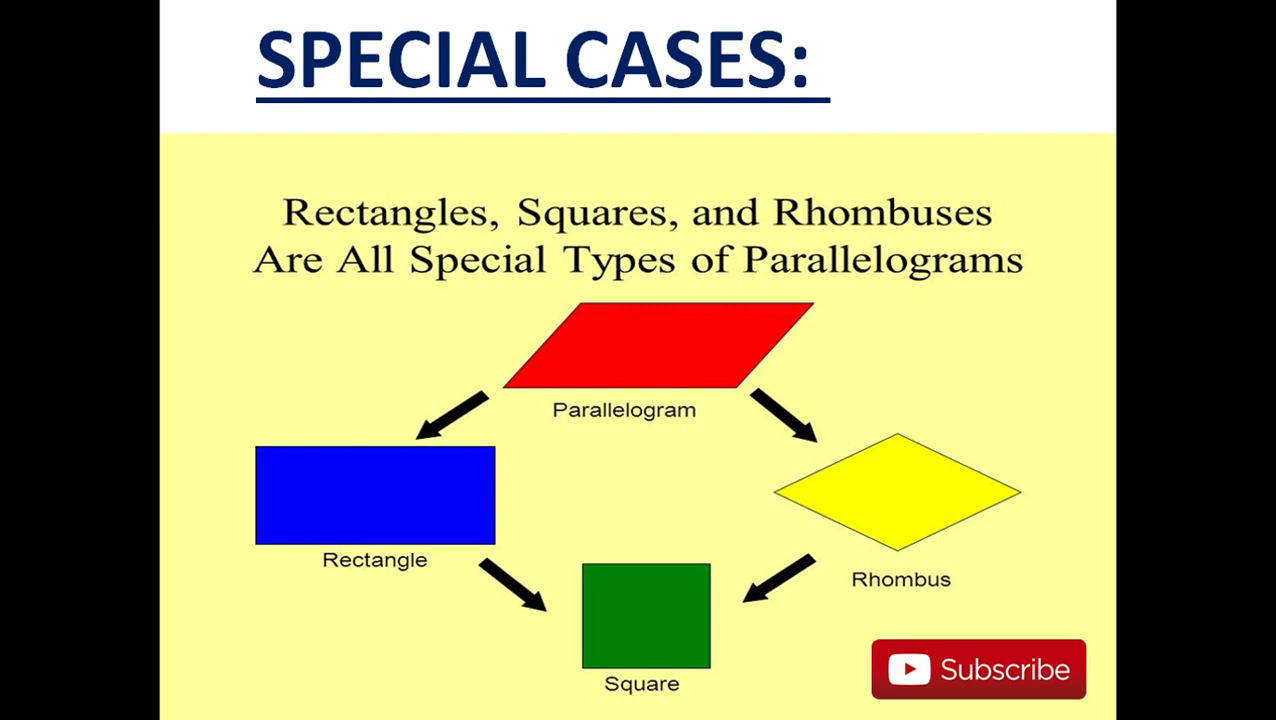 SPECIAL CASES:
Rectangles, Squares, and Rhombuses
Are All Special Types of Parallelograms
Parallelogram
Rectangle
Rhombus
Square
Subscribe